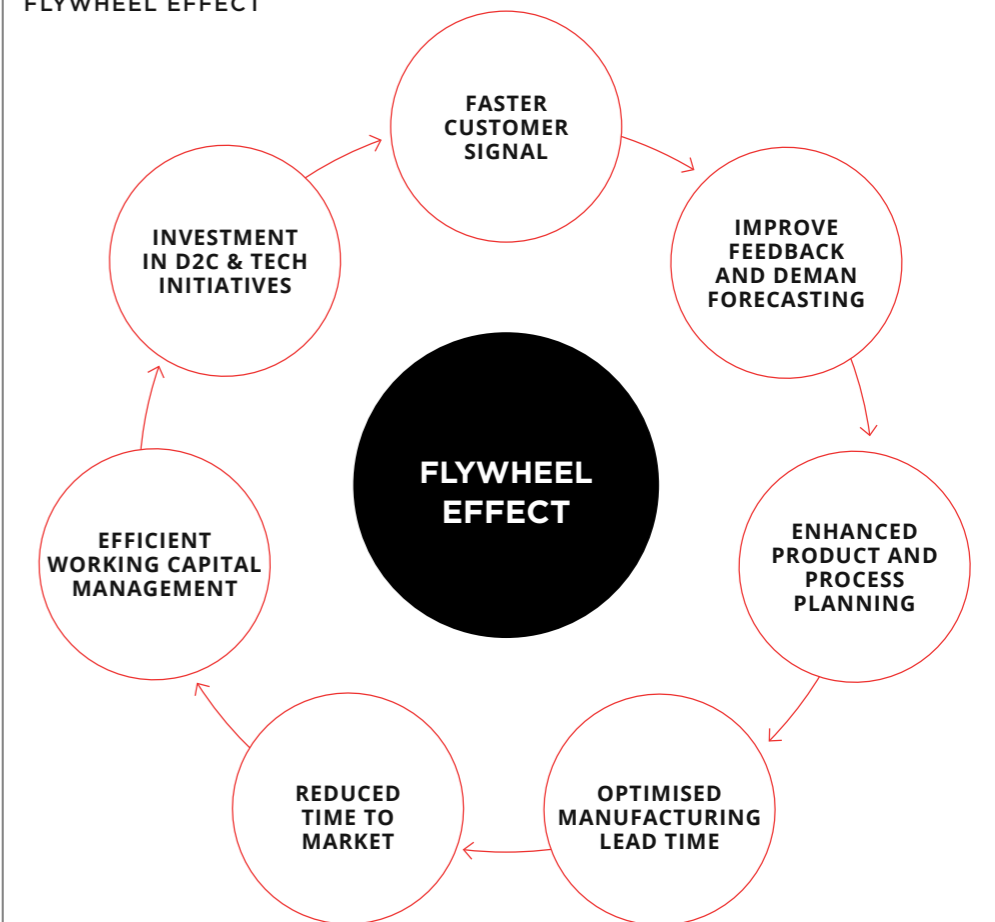 FLYWHEEL EFFECT
FASTER
CUSTOMER
SIGNAL
IMPROVE
FEEDBACK
AND DEMAN
FORECASTING
ENHANCED
PRODUCT AND
PROCESS
PLANNING
OPTIMISED
MANUFACTURING
LEAD TIME
REDUCED
TIME TO
MARKET
EFFICIENT
WORKING CAPITAL
MANAGEMENT
INVESTMENT
IN D2C & TECH
INITIATIVES
FLYWHEEL
EFFECT